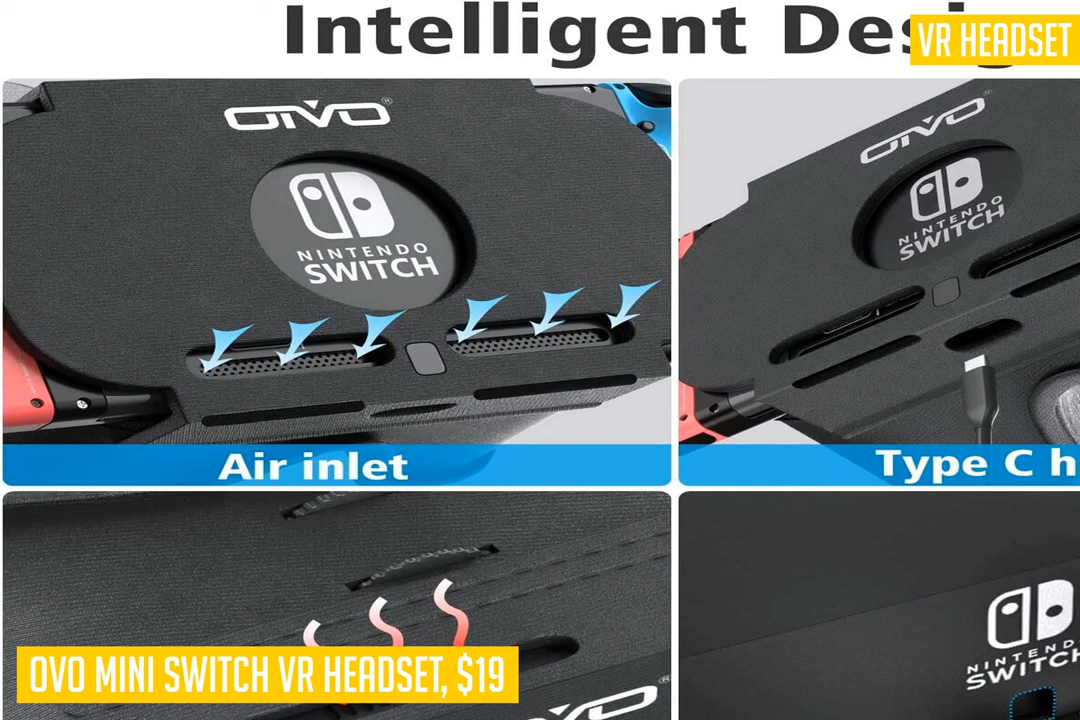 Intelligent Des
VR HEADSET
OIVO®
NINTENDO
SWITCH
OIVO®
NINTENDO
SWITCH
Air inlet
Type C h
NINTEND
SWITCH
OVO MINI SWITCH VR HEADSET, $19